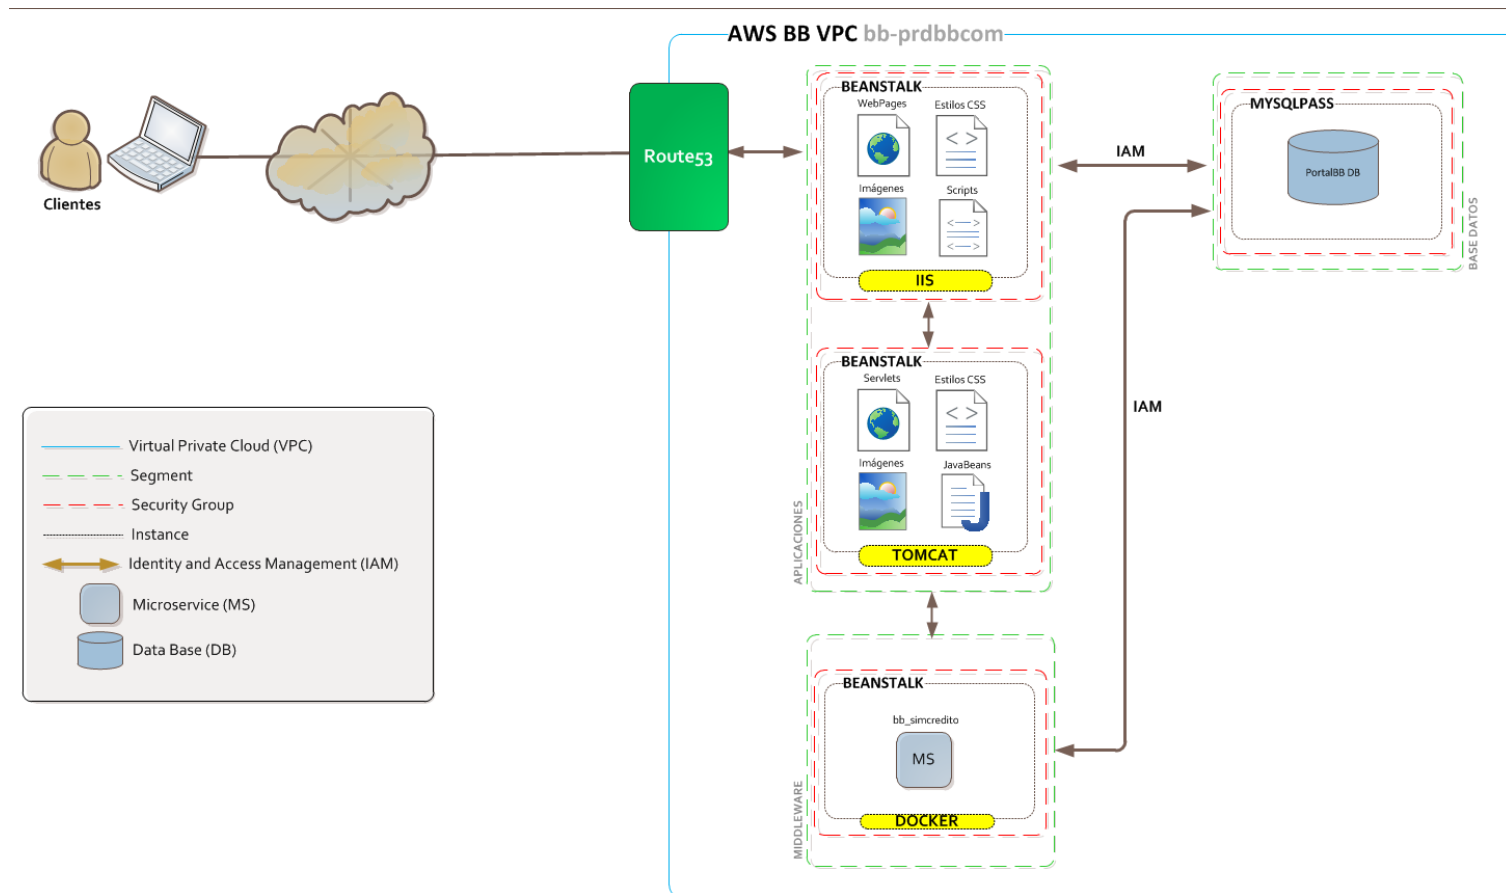 AWS BB VPC bb-prdbbcom
Clientes
Route53
BEANSTALK
WebPages
Estilos CSS
Imágenes
Scripts
IIS
IAM
MYSQLPASS
PortalBB DB
BASE DATOS
BEANSTALK
Servlets
Estilos CSS
Imágenes
JavaBeans
TOMCAT
APLICACIONES
IAM
BEANSTALK
bb_simcredito
MS
DOCKER
MIDDLEWARE
Virtual Private Cloud (VPC)
Segment
Security Group
Instance
Identity and Access Management (IAM)
Microservice (MS)
Data Base (DB)